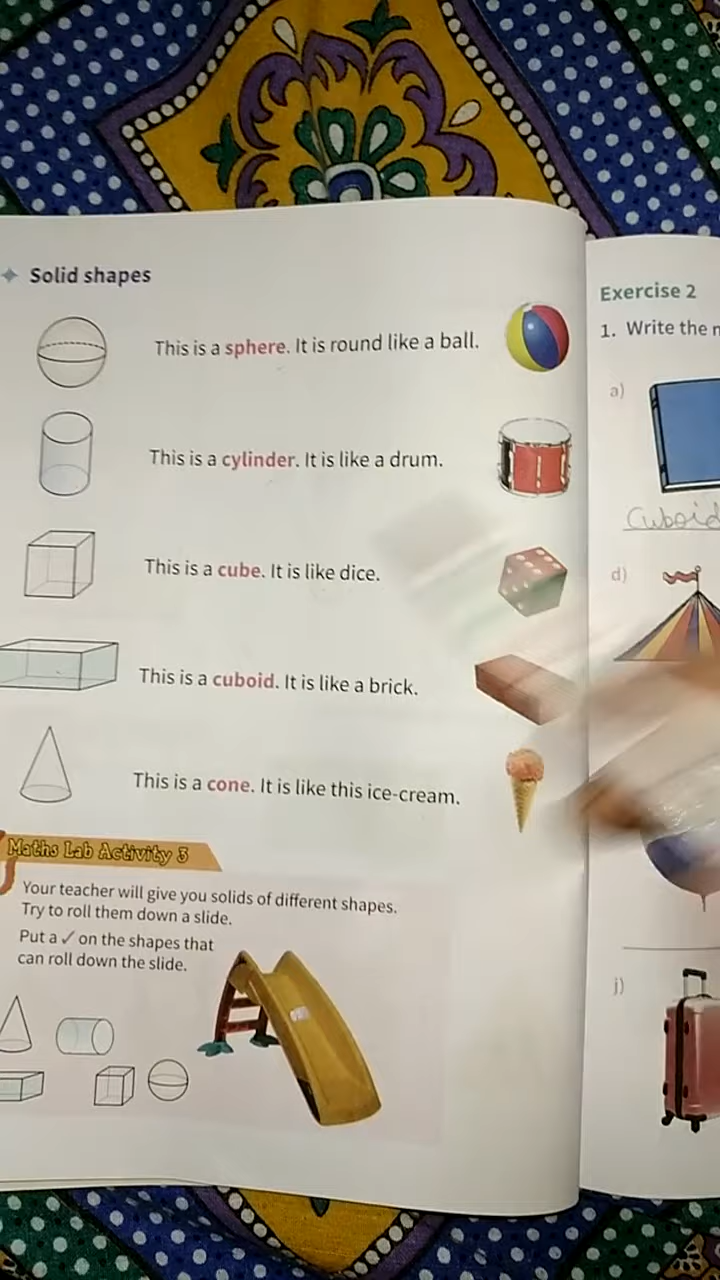 Solid shapes
This is a sphere. It is round like a ball.
This is a cylinder. It is like a drum.
This is a cube. It is like dice.
This is a cuboid. It is like a brick.
This is a cone. It is like this ice-cream.
Maths Lab Activity 3
Your teacher will give you solids of different shapes.
Try to roll them down a slide.
Put a ✓ on the shapes that
can roll down the slide.
Exercise 2
1. Write the
a)
Cuboid
d)
j)